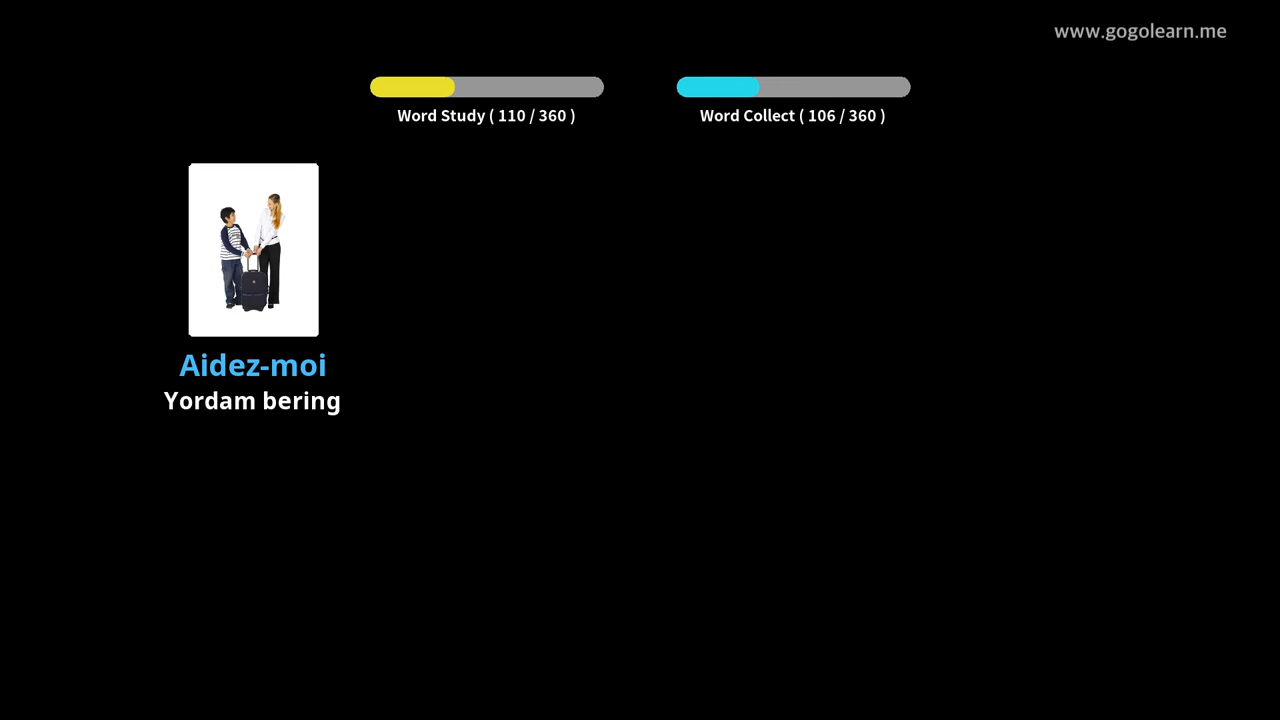 www.gogolearn.me
Word Study ( 110 / 360 )
Word Collect ( 106 / 360 )
Aidez-moi
Yordam bering